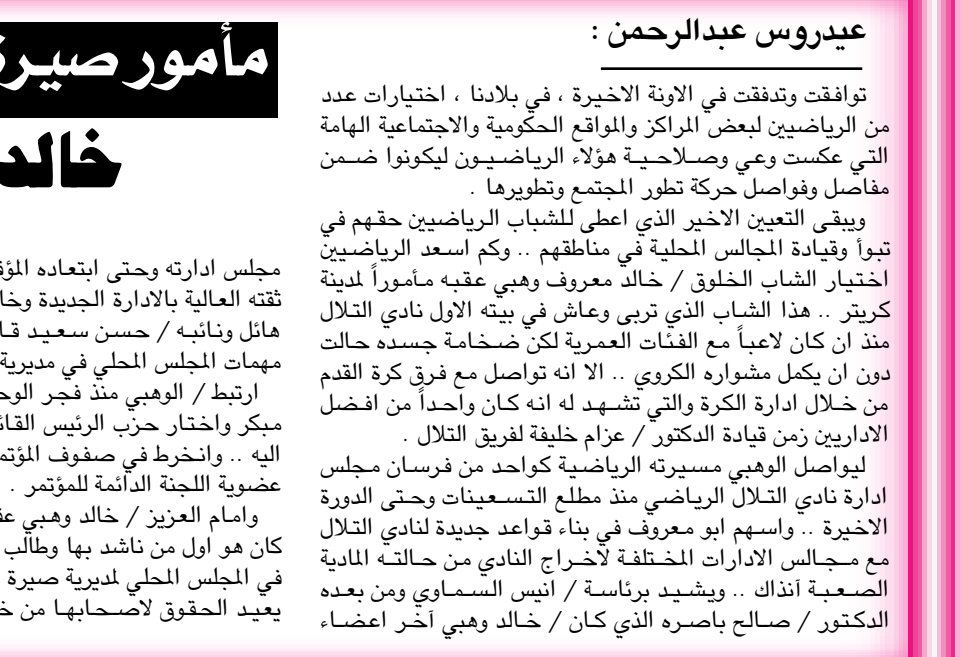 عيدروس عبدالرحمن :
توافقت وتدفقت في الاونة الاخيرة ، في بلادنا ، اختيارات عدد
من الرياضيين لبعض المراكز والمواقع الحكومية والاجتماعية الهامة
التي عكست وعي وصلاحية هؤلاء الرياضيون ليكونوا ضمن
مفاصل وفواصل حركة تطور المجتمع وتطويرها .
ويبقى التعيين الاخير الذي اعطى للشباب الرياضيين حقهم في
تبوأ وقيادة المجالس المحلية في مناطقهم .. وكم اسعد الرياضيين
اختيار الشاب الخلوق / خالد معروف وهبي عقبه مأموراً لمدينة
كريتر .. هذا الشاب الذي تربى وعاش في بيته الاول نادي التلال
منذ ان كان لاعباً مع الفئات العمرية لكن ضخامة جسده حالت
دون ان يكمل مشواره الكروي .. الا انه تواصل مع فرق كرة القدم
من خلال ادارة الكرة والتي تشهد له انه كان واحداً من افضل
الاداريين زمن قيادة الدكتور / عزام خليفة لفريق التلال .
ليواصل الوهبي مسيرته الرياضية كواحد من فرسان مجلس
ادارة نادي التلال الرياضي منذ مطلع التسعينات وحتى الدورة
الاخيرة .. واسهم ابو معروف في بناء قواعد جديدة لنادي التلال
مع مجالس الادارات المختلفة لاخراج النادي من حالته المادية
الصعبة آنذاك .. ويشيد برئاسة / انيس السماوي ومن بعده
الدكتور / صالح باصره الذي كان / خالد وهبي آخر اعضاء
مأمور صيرة
خالد
مجلس ادارته وحتى ابتعاده
ثقته العالية بالادارة الجديدة
هائل ونائبه / حسن سعيد
مهمات المجلس المحلي في مديرية
ارتبط / الوهبي منذ فجر
مبكر واختار حزب الرئيس
اليه .. وانخرط في صفوف
عضوية اللجنة الدائمة للمؤتمر .
وامام العزيز / خالد وهبي
كان هو اول من ناشد بها وطالب
في المجلس المحلي لمديرية صيرة
يعيد الحقوق لاصحابها من